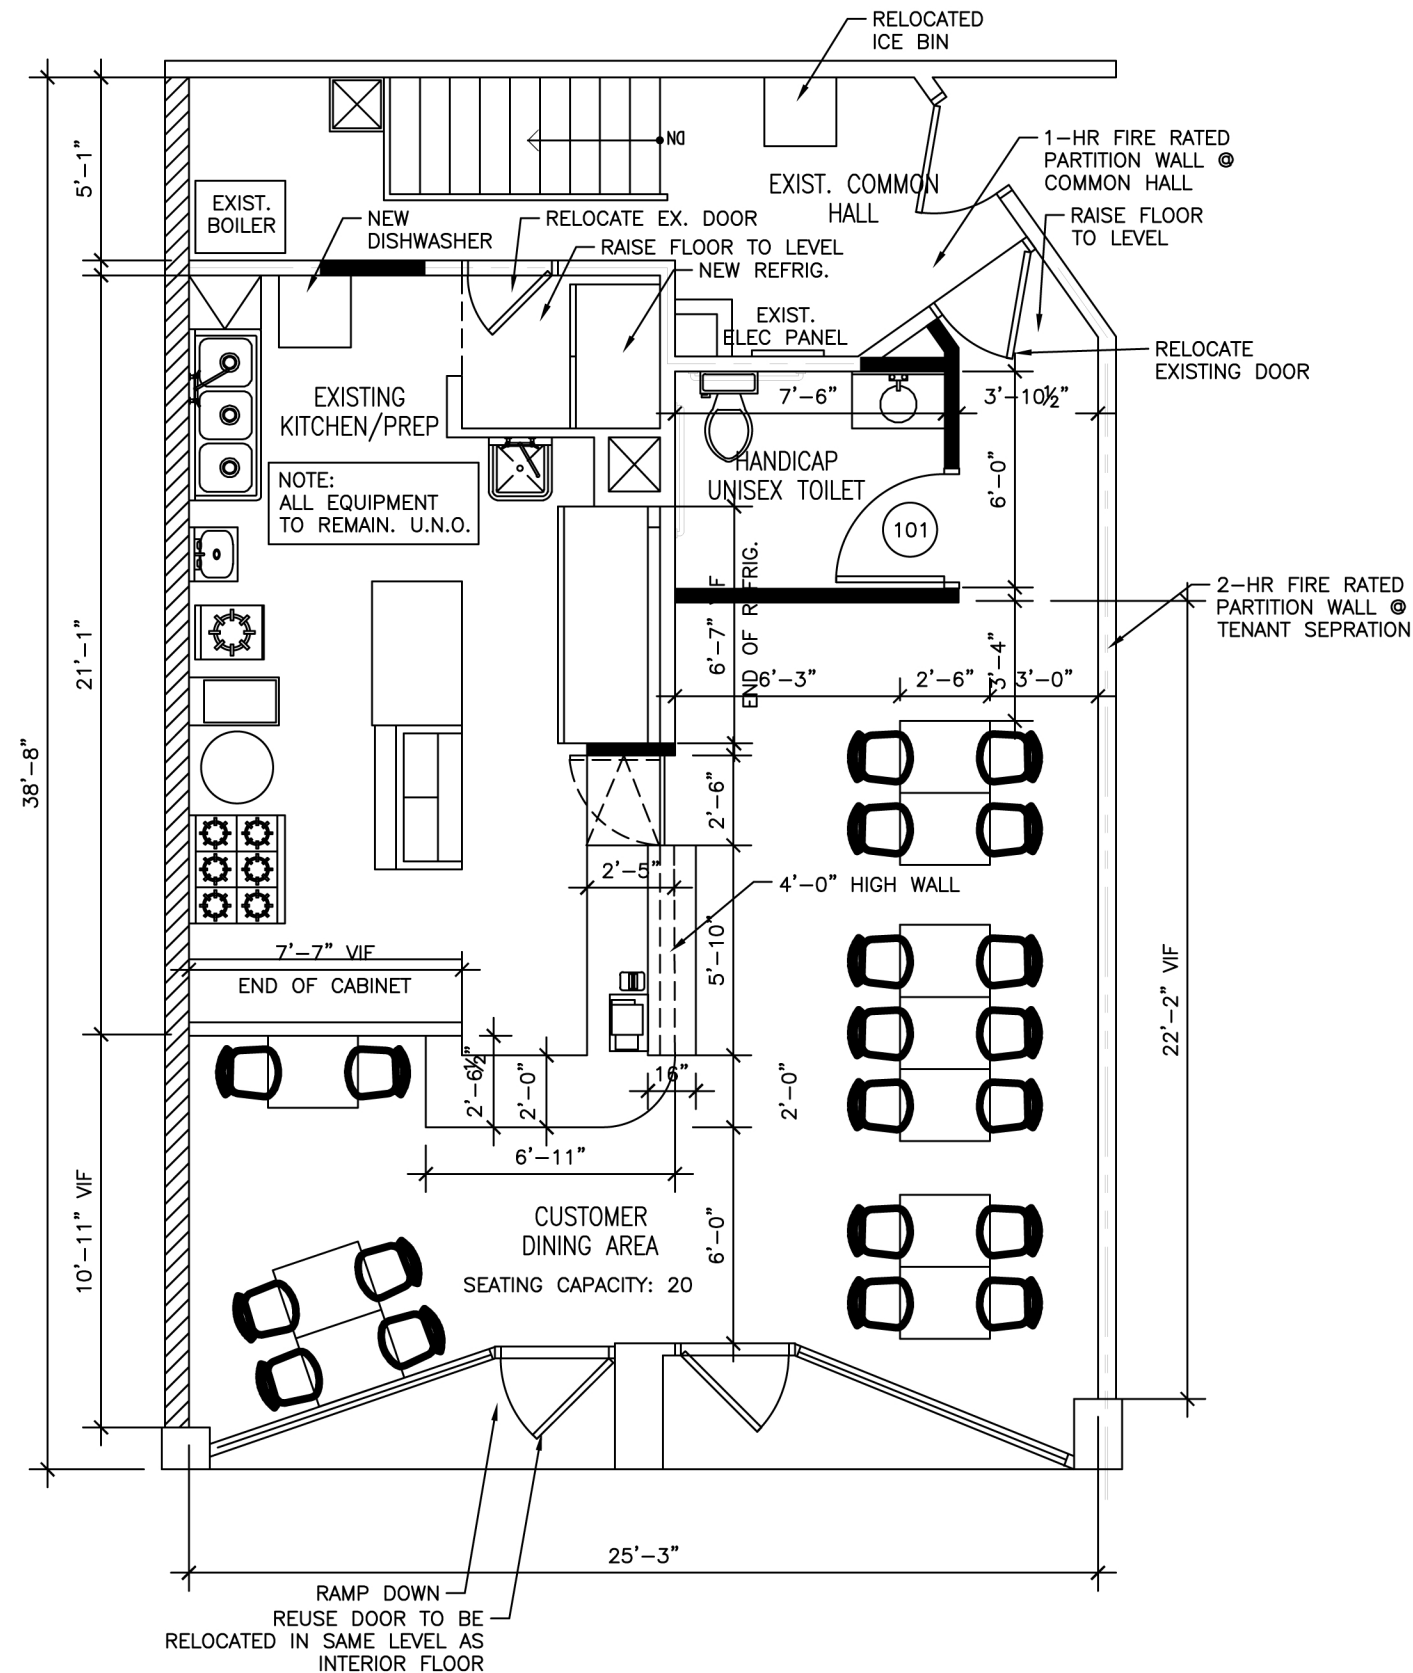 RELOCATED
ICE BIN
1-HR FIRE RATED
PARTITION WALL @
COMMON HALL
5'-1"
DN
EXIST. COMMON
HALL
EXIST.
BOILER
NEW
DISHWASHER
RELOCATE EX. DOOR
RAISE FLOOR TO LEVEL
NEW REFRIG.
RAISE FLOOR
TO LEVEL
EXIST.
ELEC PANEL
RELOCATE
EXISTING DOOR
EXISTING
KITCHEN/PREP
7'-6"
3'-10½"
HANDICAP
UNISEX TOILET
6'-0"
NOTE:
ALL EQUIPMENT
TO REMAIN. U.N.O.
101
2-HR FIRE RATED
PARTITION WALL @
TENANT SEPRATION
21'-1"
6'-7" VIF
END OF REFRIG.
3'-4"
6'-3"
2'-6"
3'-0"
38'-8"
2'-6"
2'-5"
4'-0" HIGH WALL
5'-10"
7'-7" VIF
END OF CABINET
22'-2" VIF
2'-6½"
2'-0"
16"
2'-0"
6'-11"
10'-11" VIF
CUSTOMER
DINING AREA
SEATING CAPACITY: 20
6'-0"
25'-3"
RAMP DOWN
REUSE DOOR TO BE
RELOCATED IN SAME LEVEL AS
INTERIOR FLOOR